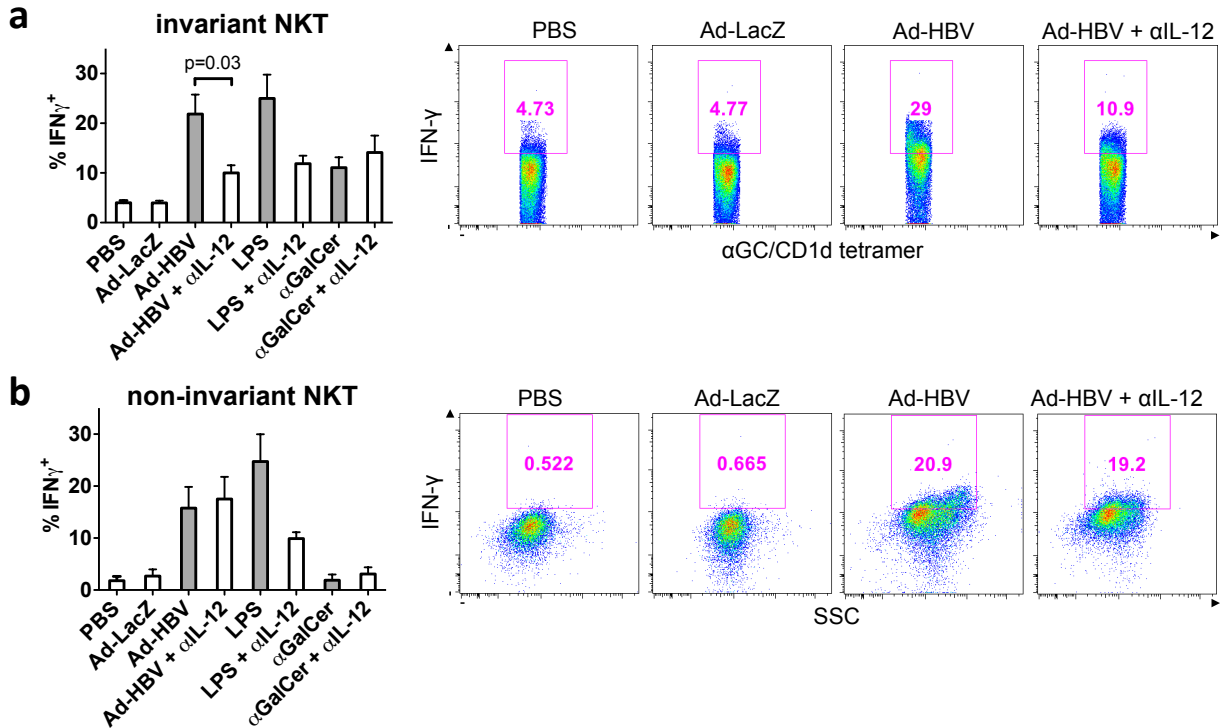 a
invariant NKT
p=0.03
% IFNγ+
30
20
10
0
PBS
Ad-LacZ
Ad-HBV
Ad-HBV + αIL-12
LPS
LPS + αIL-12
αGalCer
αGalCer + αIL-12
PBS
Ad-LacZ
Ad-HBV
Ad-HBV + αIL-12
4.73
4.77
29
10.9
IFN-γ
αGC/CD1d tetramer
b
non-invariant NKT
% IFNγ+
30
20
10
0
PBS
Ad-LacZ
Ad-HBV
Ad-HBV + αIL-12
LPS
LPS + αIL-12
αGalCer
αGalCer + αIL-12
PBS
Ad-LacZ
Ad-HBV
Ad-HBV + αIL-12
0.522
0.665
20.9
19.2
IFN-γ
SSC